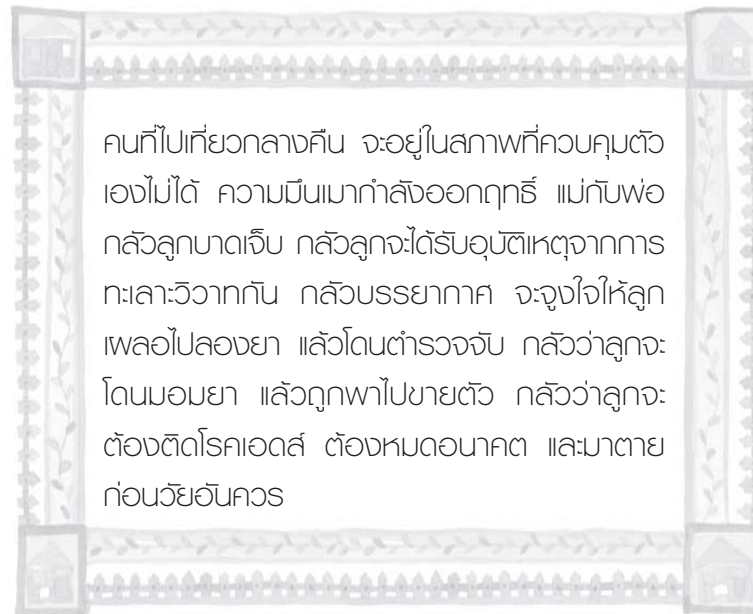 คนที่ไปเที่ยวกลางคืน จะอยู่ในสภาพที่ควบคุมตัว
เองไม่ได้ ความมึนเมากำลังออกฤทธิ์ แม่กับพ่อ
กลัวลูกบาดเจ็บ กลัวลูกจะได้รับอุบัติเหตุจากการ
ทะเลาะวิวาทกัน กลัวบรรยากาศ จะจูงใจให้ลูก
เผลอไปลองยา แล้วโดนตำรวจจับ กลัวว่าลูกจะ
โดนมอมยา แล้วถูกพาไปขายตัว กลัวว่าลูกจะ
ต้องติดโรคเอดส์ ต้องหมดอนาคต และมาตาย
ก่อนวัยอันควร